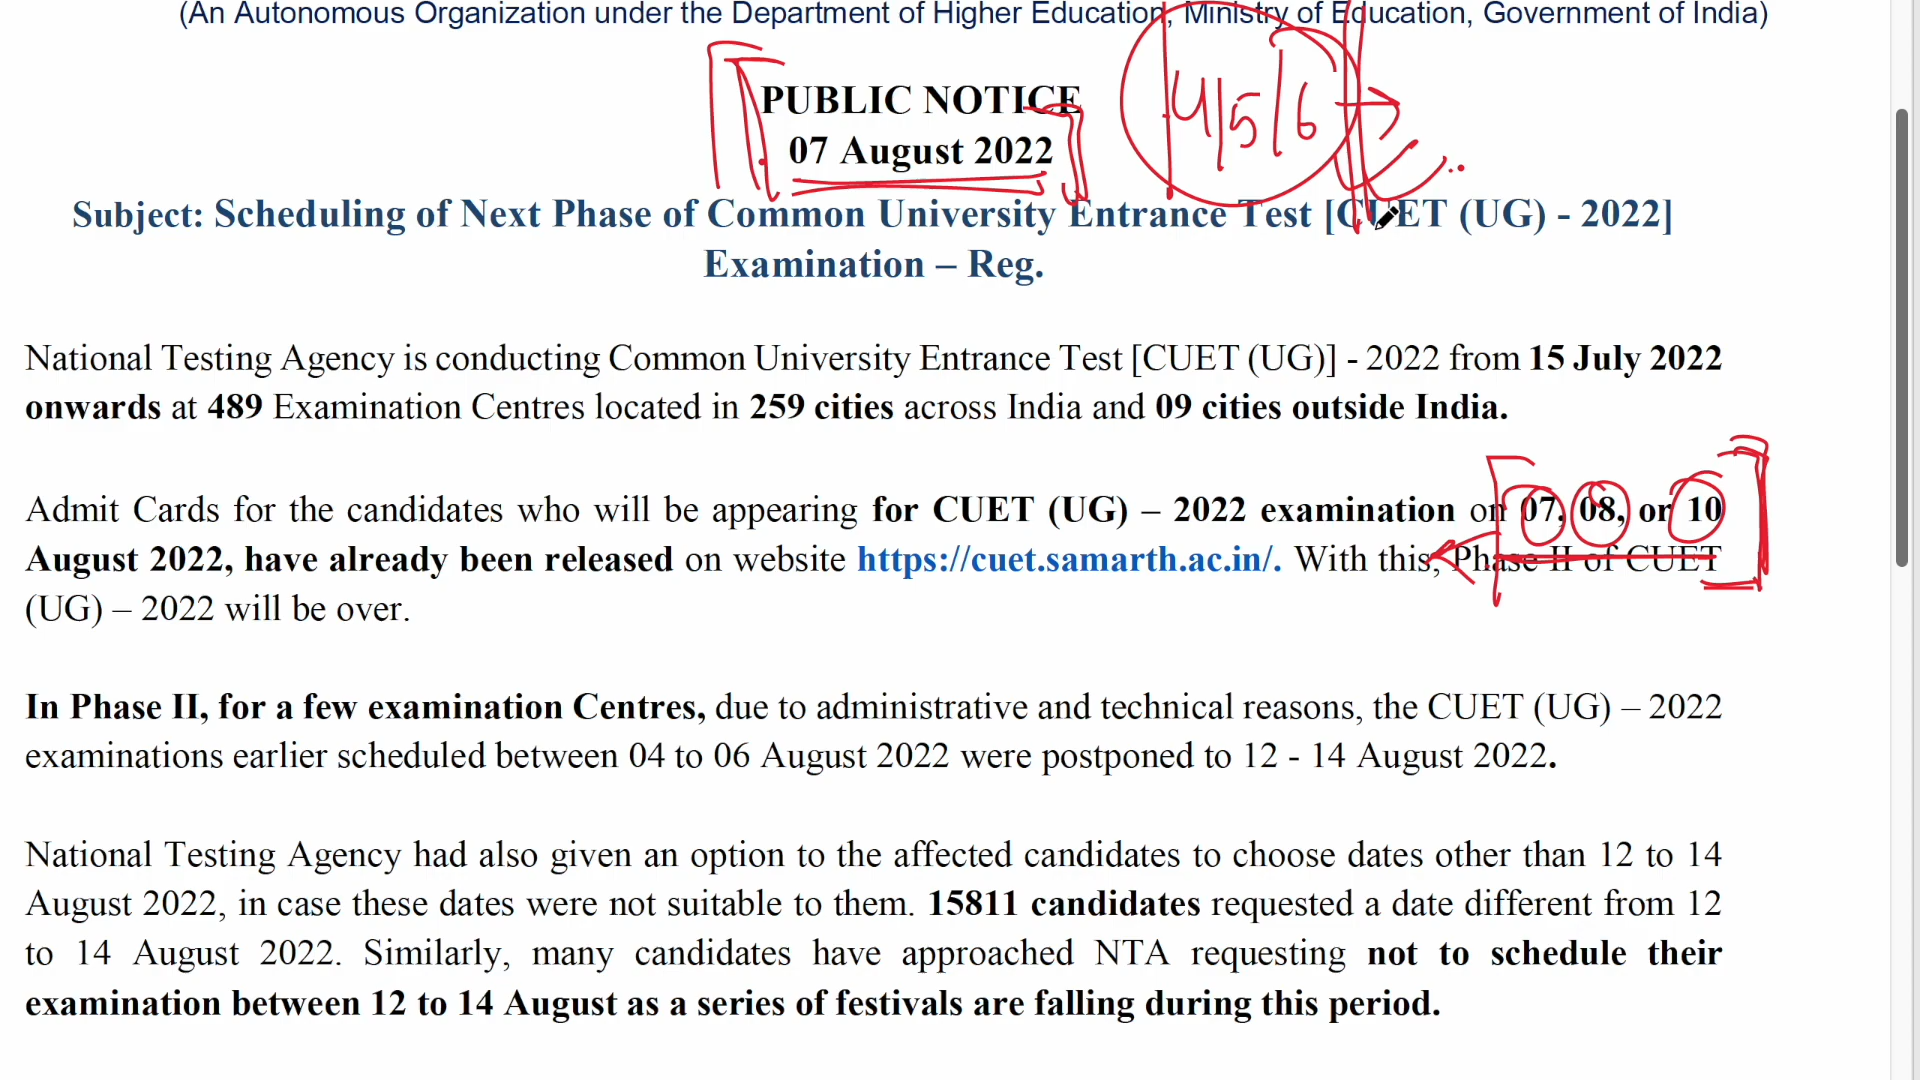 (An Autonomous Organization under the Department of Higher Education, Ministry of Education, Government of India)
4/5/6
PUBLIC NOTICE
07 August 2022
Subject: Scheduling of Next Phase of Common University Entrance Test [CUET (UG) - 2022]
Examination – Reg.
National Testing Agency is conducting Common University Entrance Test [CUET (UG)] - 2022 from 15 July 2022
onwards at 489 Examination Centres located in 259 cities across India and 09 cities outside India.
Admit Cards for the candidates who will be appearing for CUET (UG) – 2022 examination on 07, 08, or 10
August 2022, have already been released on website https://cuet.samarth.ac.in/. With this, Phase II of CUET
(UG) – 2022 will be over.
In Phase II, for a few examination Centres, due to administrative and technical reasons, the CUET (UG) – 2022
examinations earlier scheduled between 04 to 06 August 2022 were postponed to 12 - 14 August 2022.
National Testing Agency had also given an option to the affected candidates to choose dates other than 12 to 14
August 2022, in case these dates were not suitable to them. 15811 candidates requested a date different from 12
to 14 August 2022. Similarly, many candidates have approached NTA requesting not to schedule their
examination between 12 to 14 August as a series of festivals are falling during this period.